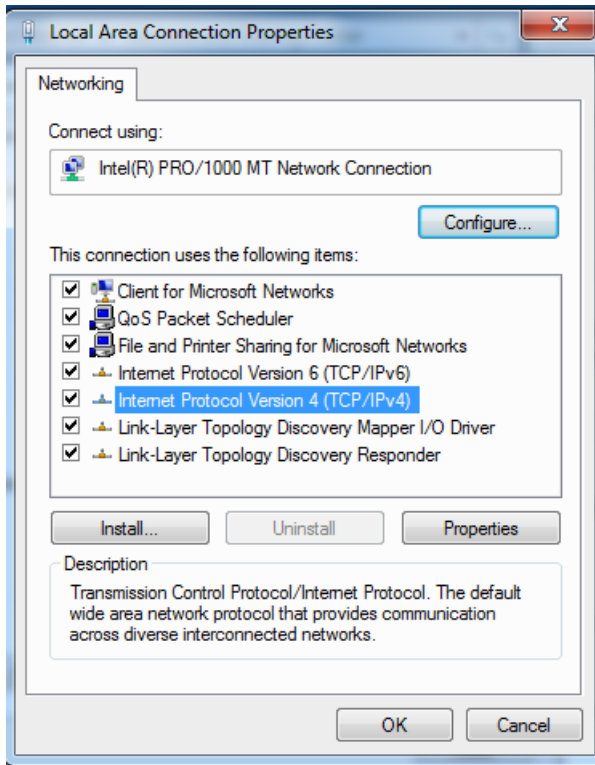 Local Area Connection Properties
Networking
Connect using:
Intel(R) PRO/1000 MT Network Connection
Configure...
This connection uses the following items:
Client for Microsoft Networks
QoS Packet Scheduler
File and Printer Sharing for Microsoft Networks
Internet Protocol Version 6 (TCP/IPv6)
Internet Protocol Version 4 (TCP/IPv4)
Link-Layer Topology Discovery Mapper I/O Driver
Link-Layer Topology Discovery Responder
Install... Uninstall Properties
Description
Transmission Control Protocol/Internet Protocol. The default
wide area network protocol that provides communication
across diverse interconnected networks.
OK Cancel